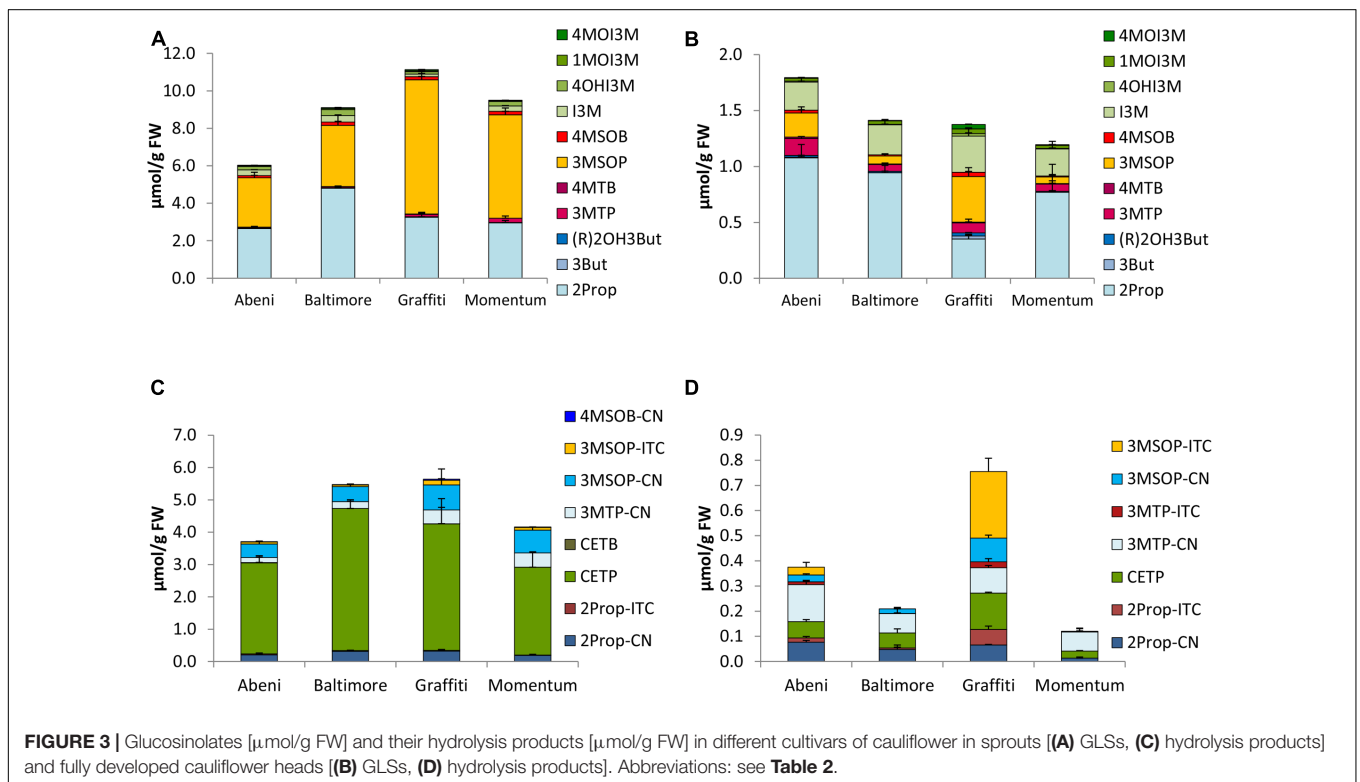 A
12.0
10.0
8.0
6.0
4.0
2.0
0.0
µmol/g FW
Abeni Baltimore Graffiti Momentum
4MOI3M
1MOI3M
4OHI3M
I3M
4MSOB
3MSOP
4MTB
3MTP
(R)2OH3But
3But
2Prop
B
2.0
1.5
1.0
0.5
0.0
µmol/g FW
Abeni Baltimore Graffiti Momentum
4MOI3M
1MOI3M
4OHI3M
I3M
4MSOB
3MSOP
4MTB
3MTP
(R)2OH3But
3But
2Prop
C
7.0
6.0
5.0
4.0
3.0
2.0
1.0
0.0
µmol/g FW
Abeni Baltimore Graffiti Momentum
4MSOB-CN
3MSOP-ITC
3MSOP-CN
3MTP-CN
CETB
CETP
2Prop-ITC
2Prop-CN
D
0.9
0.8
0.7
0.6
0.5
0.4
0.3
0.2
0.1
0.0
µmol/g FW
Abeni Baltimore Graffiti Momentum
3MSOP-ITC
3MSOP-CN
3MTP-ITC
3MTP-CN
CETP
2Prop-ITC
2Prop-CN
FIGURE 3 | Glucosinolates [µmol/g FW] and their hydrolysis products [µmol/g FW] in different cultivars of cauliflower in sprouts [(A) GLSs, (C) hydrolysis products]
and fully developed cauliflower heads [(B) GLSs, (D) hydrolysis products]. Abbreviations: see Table 2.